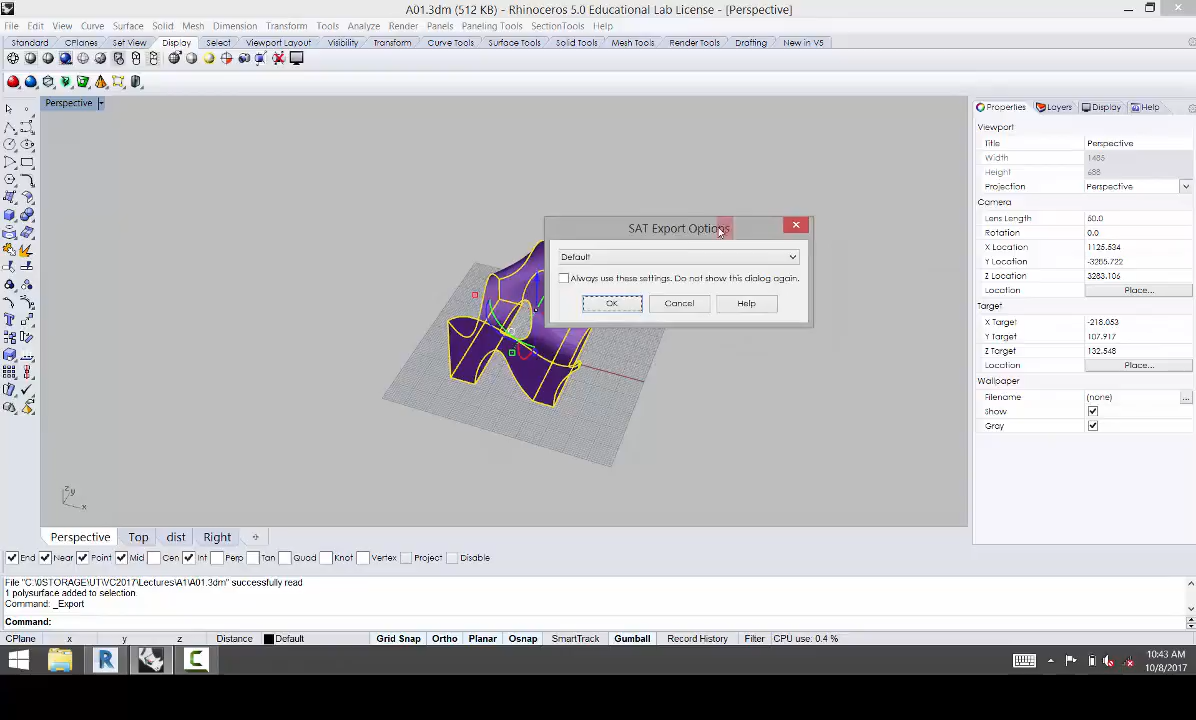 A01.3dm (512 KB) - Rhinoceros 5.0 Educational Lab License - [Perspective]
File Edit View Curve Surface Solid Mesh Dimension Transform Tools Analyze Render Panels Paneling Tools SectionTools Help
Standard CPlanes Set View Display Select Viewport Layout Visibility Transform Curve Tools Surface Tools Solid Tools Mesh Tools Render Tools Drafting New in V5
Perspective
Properties Layers Display Help
Viewport
Title Perspective
Width 1485
Height 688
Projection Perspective
Camera
Lens Length 50.0
Rotation 0.0
X Location 1125.534
Y Location -3285.722
Z Location 3283.106
Location Place...
Target
X Target -218.053
Y Target 107.917
Z Target 132.548
Location Place...
Wallpaper
Filename (none) ...
Show
Gray
SAT Export Options
Default
Always use these settings. Do not show this dialog again.
OK Cancel Help
z y x
Perspective Top dist Right
End Near Point Mid Cen Int Perp Tan Quad Knot Vertex Project Disable
File "C:\0STORAGE\UT\VC2017\Lectures\A1\A01.3dm" successfully read
1 polysurface added to selection.
Command: _Export
Command:
CPlane x y z Distance Default Grid Snap Ortho Planar Osnap SmartTrack Gumball Record History Filter CPU use: 0.4 %
R C
10:43 AM
10/8/2017